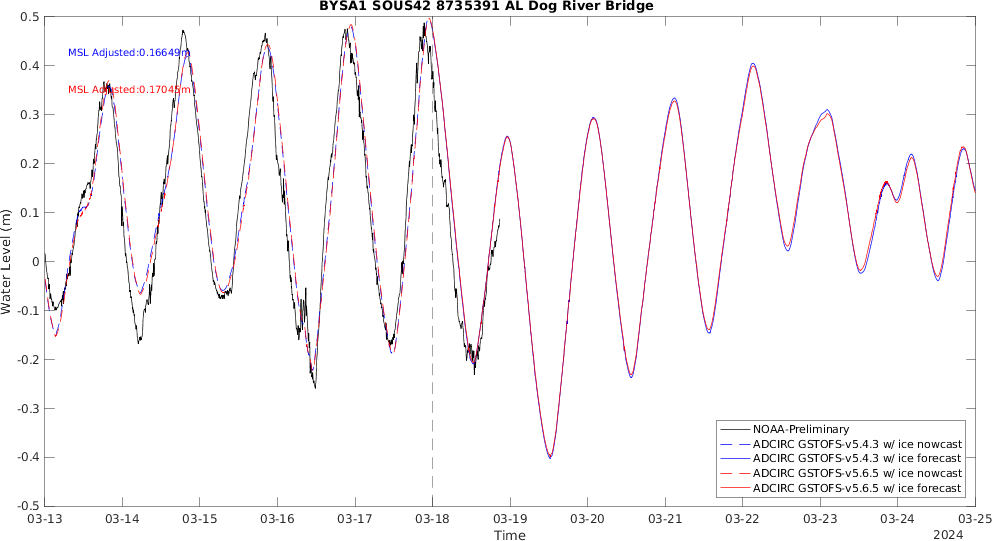 BYSA1 SOUS42 8735391 AL Dog River Bridge
MSL Adjusted:0.16649m
MSL Adjusted:0.17045m
Water Level (m)
0.5
0.4
0.3
0.2
0.1
0
-0.1
-0.2
-0.3
-0.4
-0.5
NOAA-Preliminary
ADCIRC GSTOFS-v5.4.3 w/ ice nowcast
ADCIRC GSTOFS-v5.4.3 w/ ice forecast
ADCIRC GSTOFS-v5.6.5 w/ ice nowcast
ADCIRC GSTOFS-v5.6.5 w/ ice forecast
03-13 03-14 03-15 03-16 03-17 03-18 03-19 03-20 03-21 03-22 03-23 03-24 03-25
Time
2024